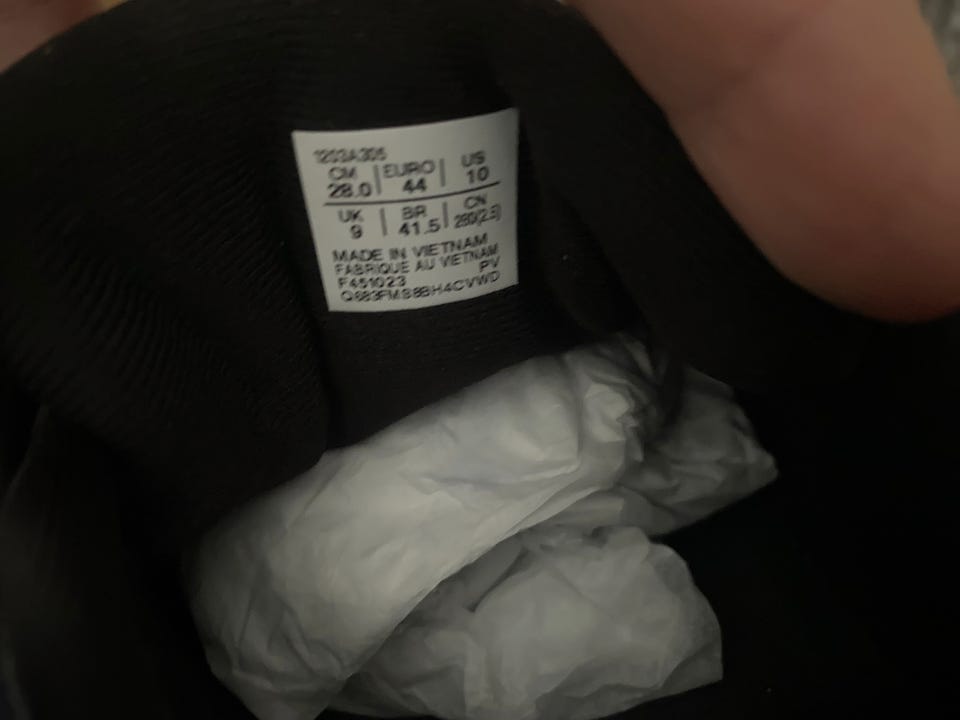 1203A305
CM EURO US
28.0 44 10
UK BR CN
9 41.5 280(2.5)
MADE IN VIETNAM
FABRIQUE AU VIETNAM
F451023 PV